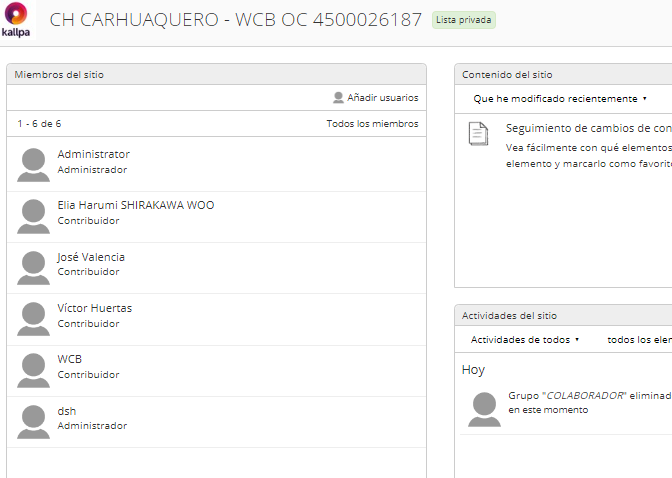 kallpa
CH CARHUAQUERO - WCB OC 4500026187
Lista privada
Miembros del sitio
Añadir usuarios
1 - 6 de 6
Todos los miembros
Administrator
Administrador
Elia Harumi SHIRAKAWA WOO
Contribuidor
José Valencia
Contribuidor
Víctor Huertas
Contribuidor
WCB
Contribuidor
dsh
Administrador
Contenido del sitio
Que he modificado recientemente
Seguimiento de cambios de con
Vea fácilmente con qué elementos
elemento y marcarlo como favorito
Actividades del sitio
Actividades de todos
todos los elem
Hoy
Grupo "COLABORADOR" eliminad
en este momento